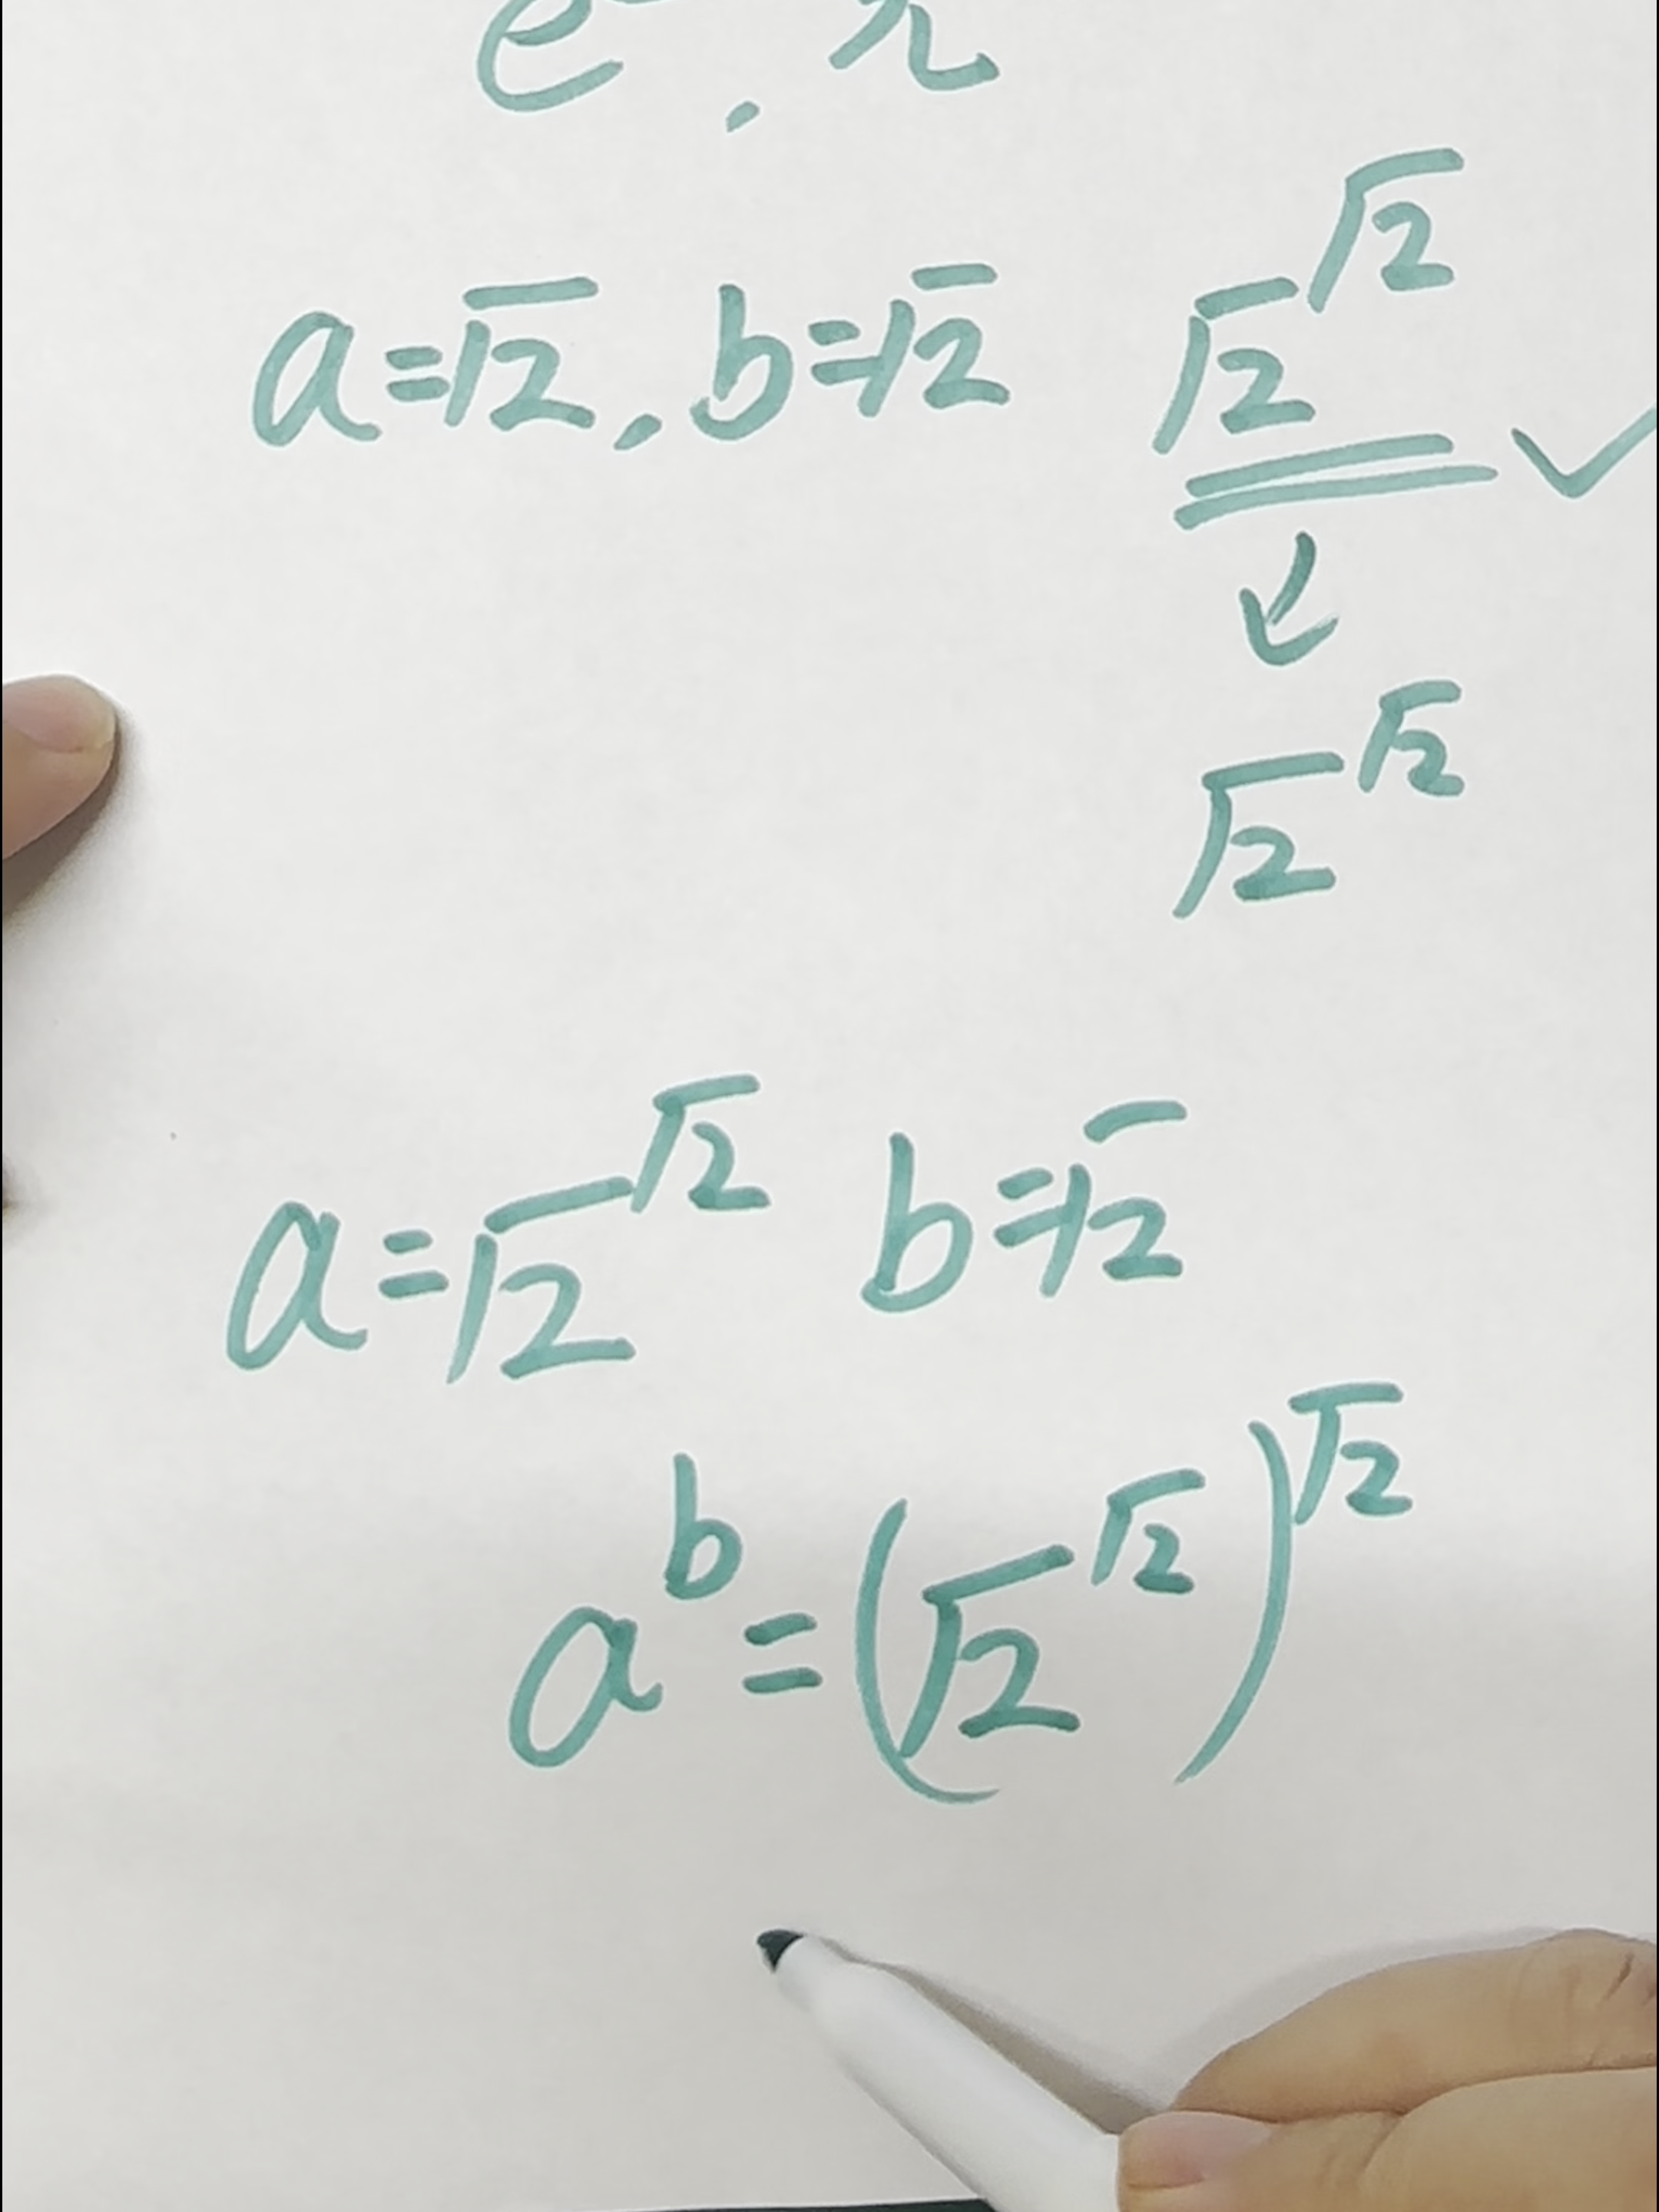 e , π
a=√2, b=√2 √2^√2 ✓
↓
√2^√2
a=√2^√2 b=√2
a^b=(√2^√2)^√2